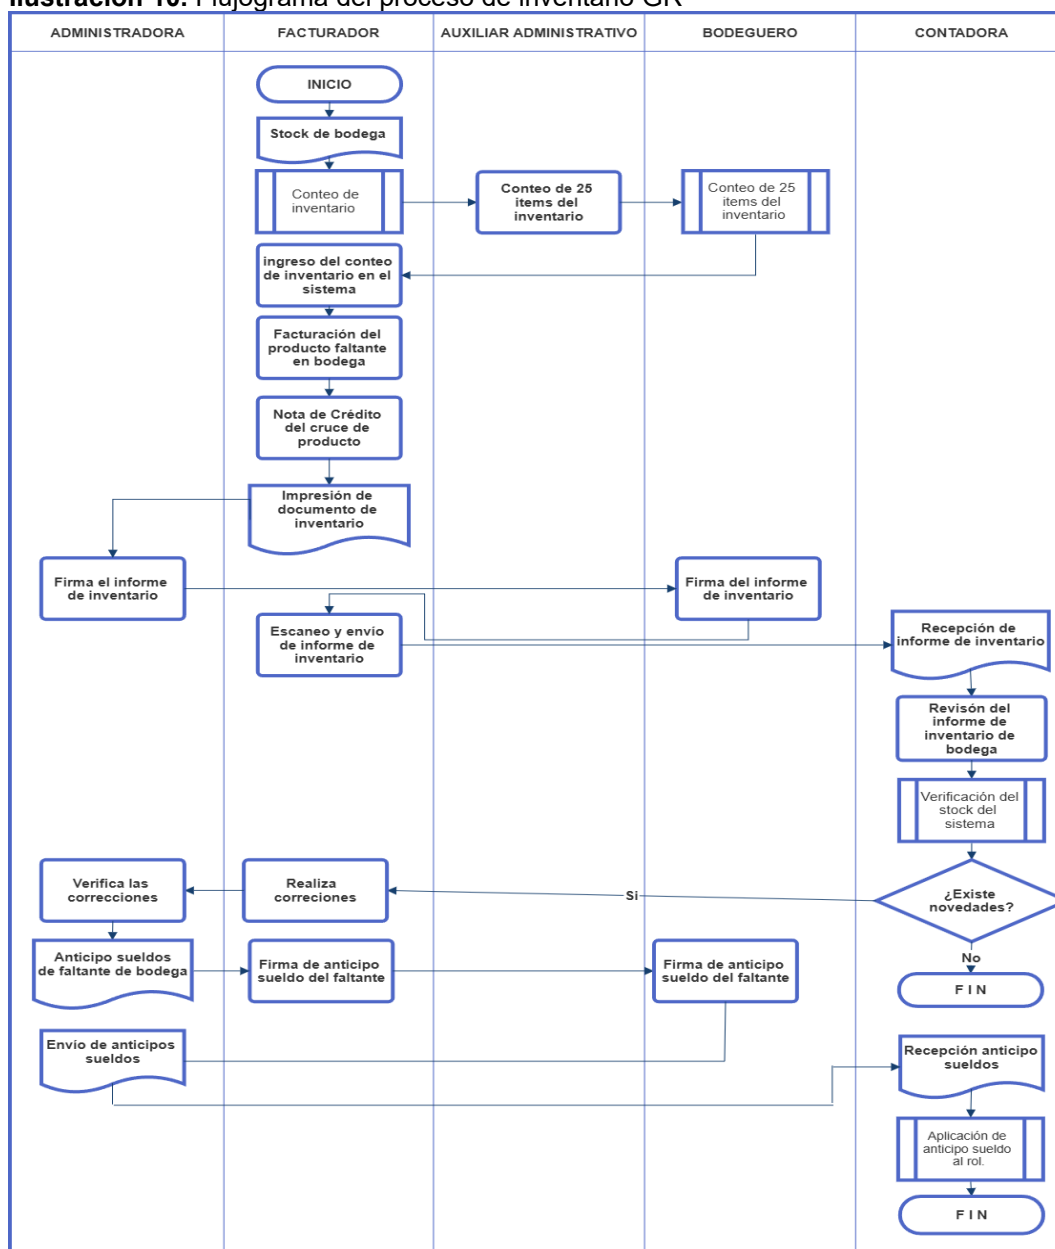 Ilustración 10. Flujograma del proceso de inventario GR
ADMINISTRADORA
FACTURADOR
AUXILIAR ADMINISTRATIVO
BODEGUERO
CONTADORA
INICIO
Stock de bodega
Conteo de
inventario
Conteo de 25
items del
inventario
Conteo de 25
items del
inventario
ingreso del conteo
de inventario en el
sistema
Facturación del
producto faltante
en bodega
Nota de Crédito
del cruce de
producto
Impresión de
documento de
inventario
Firma el informe
de inventario
Firma del informe
de inventario
Escaneo y envío
de informe de
inventario
Recepción de
informe de inventario
Revisón del
informe de
inventario de
bodega
Verificación del
stock del
sistema
¿Existe
novedades?
Si
Realiza
correciones
Verifica las
correcciones
No
F I N
Anticipo sueldos
de faltante de bodega
Firma de anticipo
sueldo del faltante
Firma de anticipo
sueldo del faltante
Envío de anticipos
sueldos
Recepción anticipo
sueldos
Aplicación de
anticipo sueldo
al rol.
F I N